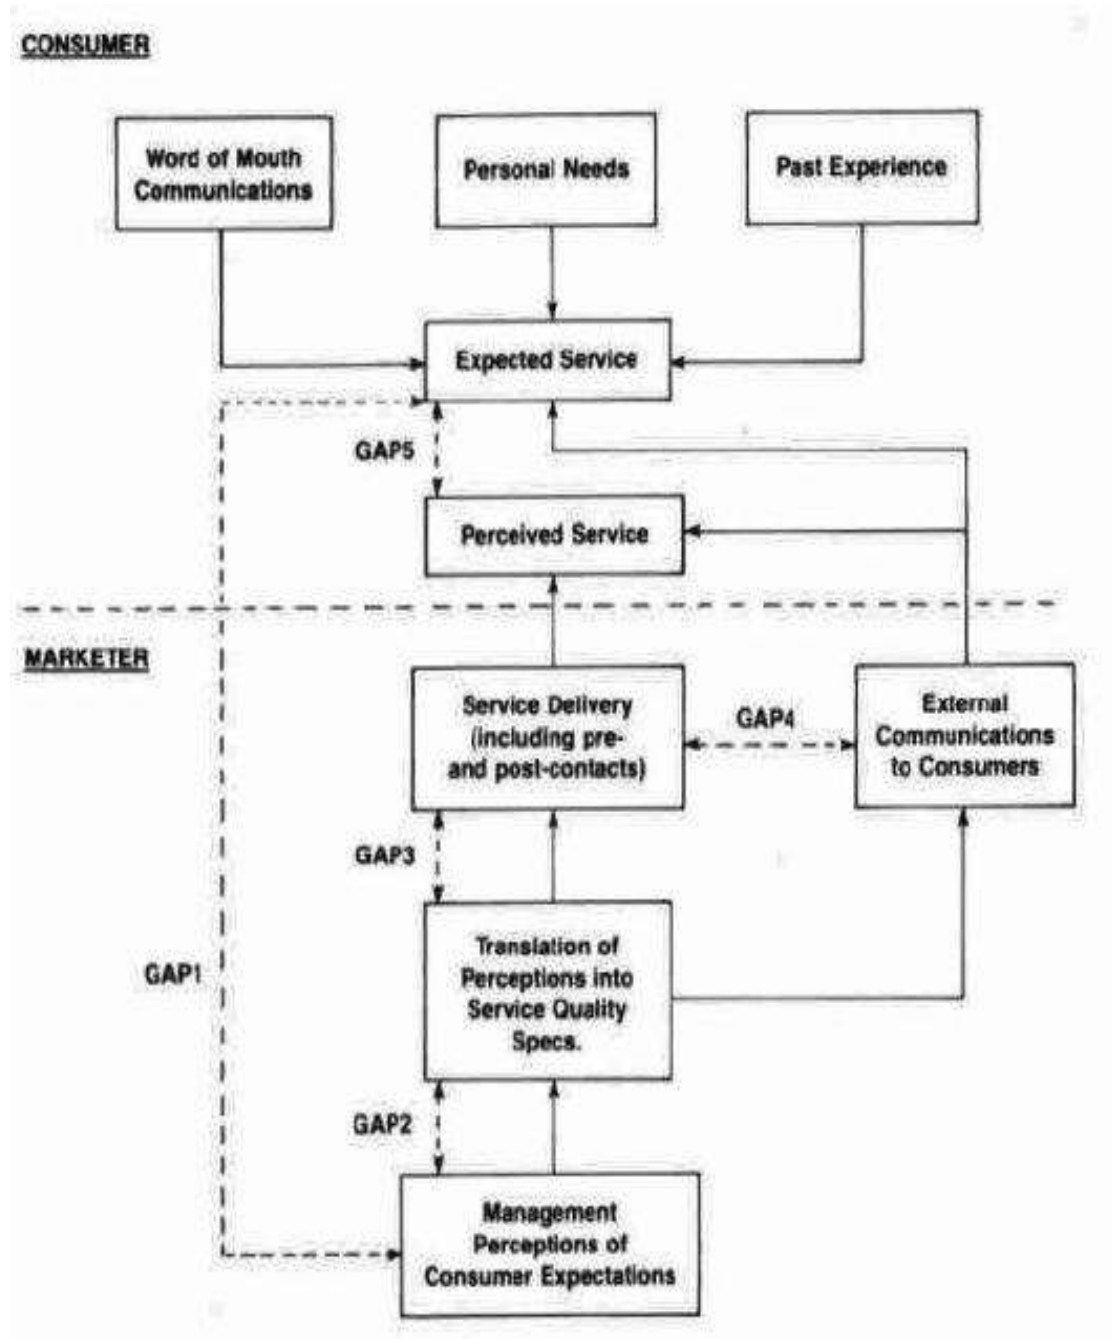 CONSUMER
Word of Mouth
Communications
Personal Needs
Past Experience
Expected Service
GAP5
Perceived Service
MARKETER
Service Delivery
(including pre-
and post-contacts)
GAP4
External
Communications
to Consumers
GAP3
Translation of
Perceptions into
Service Quality
Specs.
GAP1
GAP2
Management
Perceptions of
Consumer Expectations